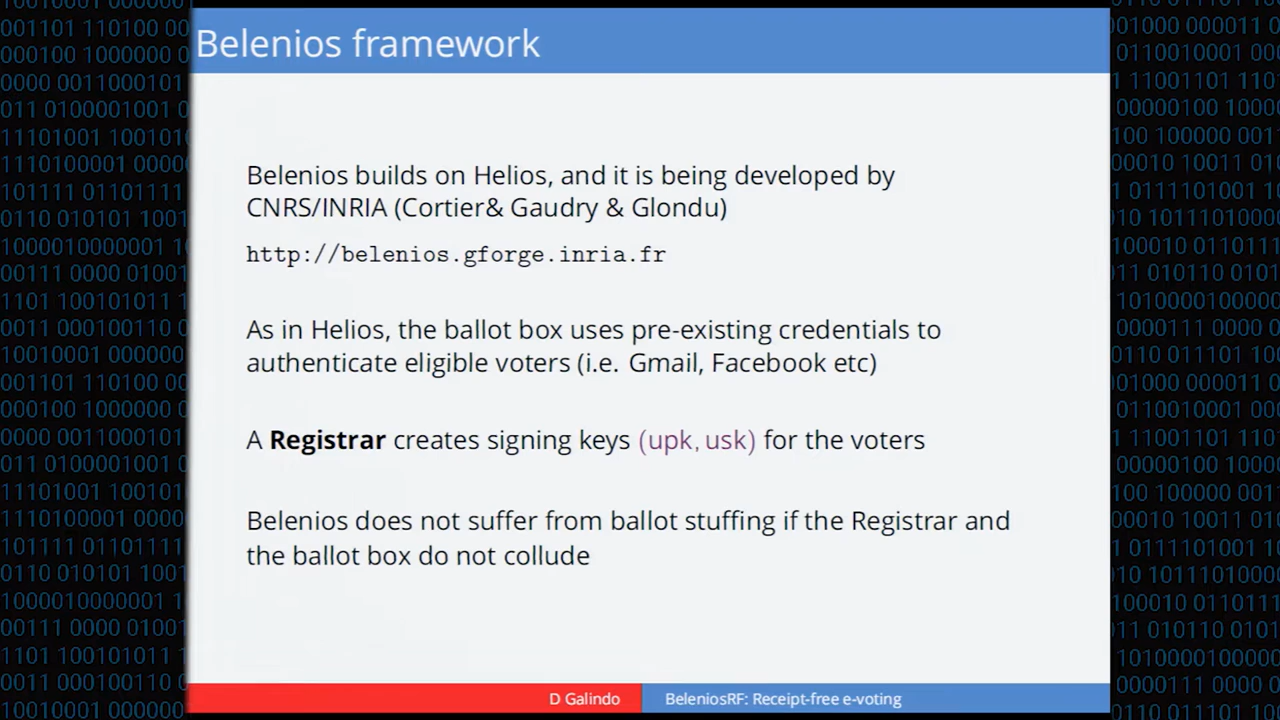 Belenios framework
Belenios builds on Helios, and it is being developed by
CNRS/INRIA (Cortier& Gaudry & Glondu)
http://belenios.gforge.inria.fr
As in Helios, the ballot box uses pre-existing credentials to
authenticate eligible voters (i.e. Gmail, Facebook etc)
A Registrar creates signing keys (upk, usk) for the voters
Belenios does not suffer from ballot stuffing if the Registrar and
the ballot box do not collude
D Galindo
BeleniosRF: Receipt-free e-voting